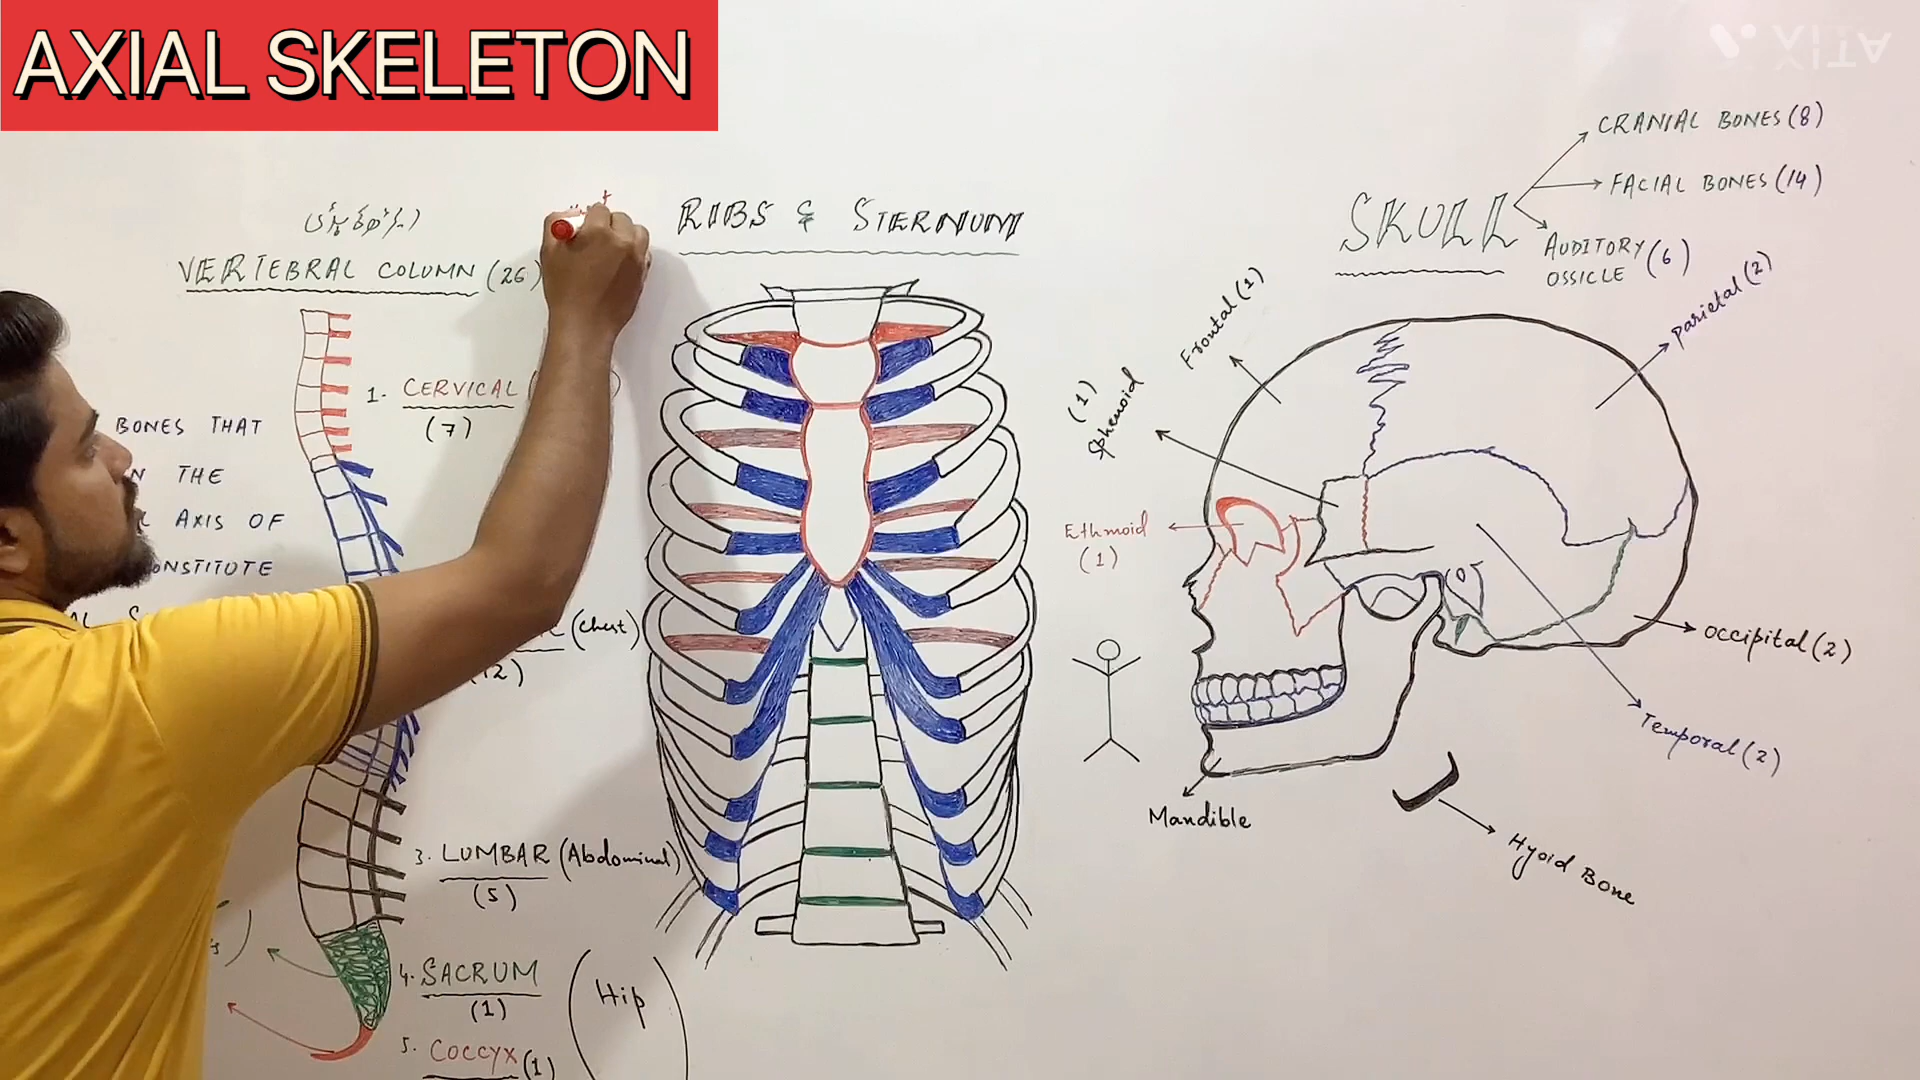 AXIAL SKELETON
VERTEBRAL COLUMN (26)
BONES THAT
THE
AXIS OF
1. CERVICAL
(7)
(Chest)
3. LUMBAR (Abdominal)
(5)
4. SACRUM
(1)
Hip
5. COCCYX (1)
RIBS & STERNUM
SKULL
CRANIAL BONES (8)
FACIAL BONES (14)
AUDITORY (6)
OSSICLE
Parietal (2)
Frontal (1)
(1)
Sphenoid
Ethmoid
(1)
Occipital (2)
Temporal (2)
Mandible
Hyoid Bone